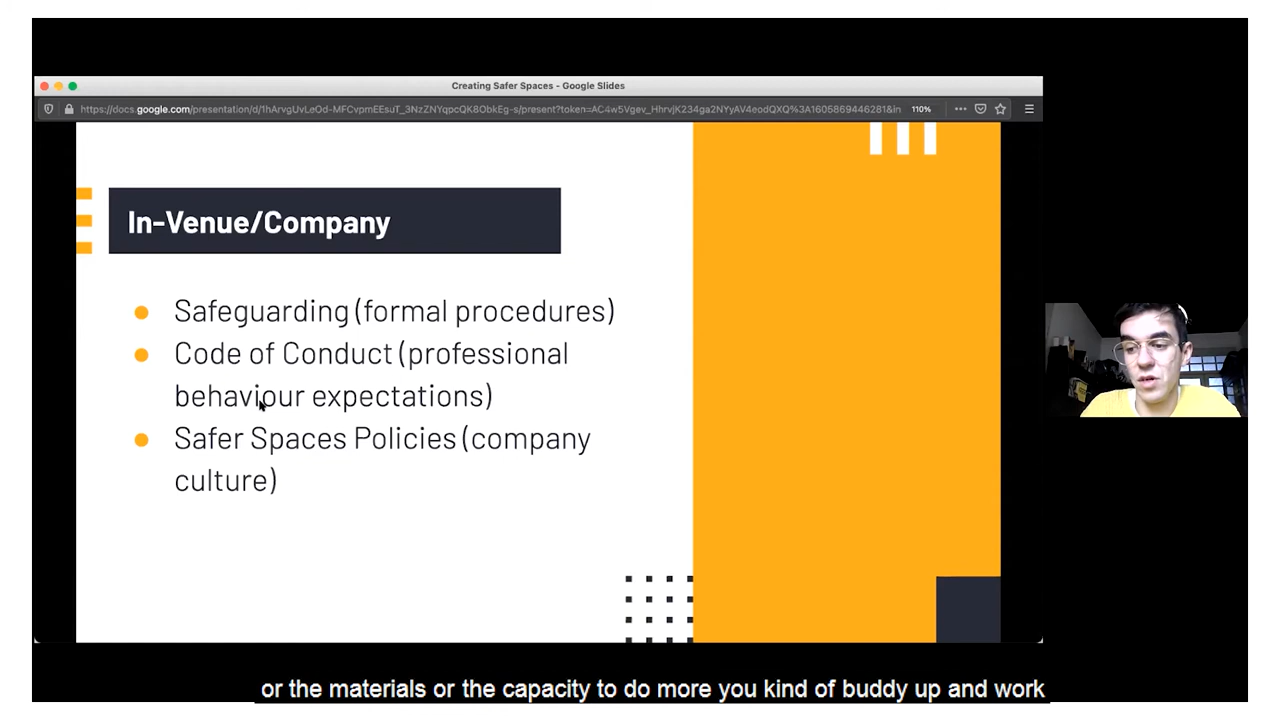 Creating Safer Spaces - Google Slides
110%
In-Venue/Company
Safeguarding (formal procedures)
Code of Conduct (professional
behaviour expectations)
Safer Spaces Policies (company
culture)
or the materials or the capacity to do more you kind of buddy up and work